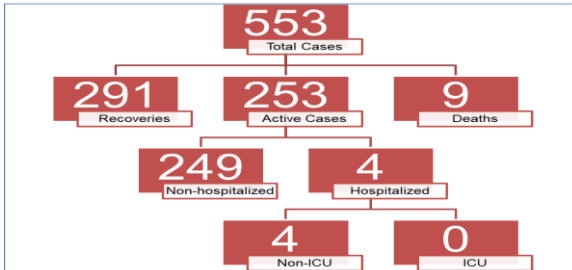 553
Total Cases
291
Recoveries
253
Active Cases
9
Deaths
249
Non-hospitalized
4
Hospitalized
4
Non-ICU
0
ICU